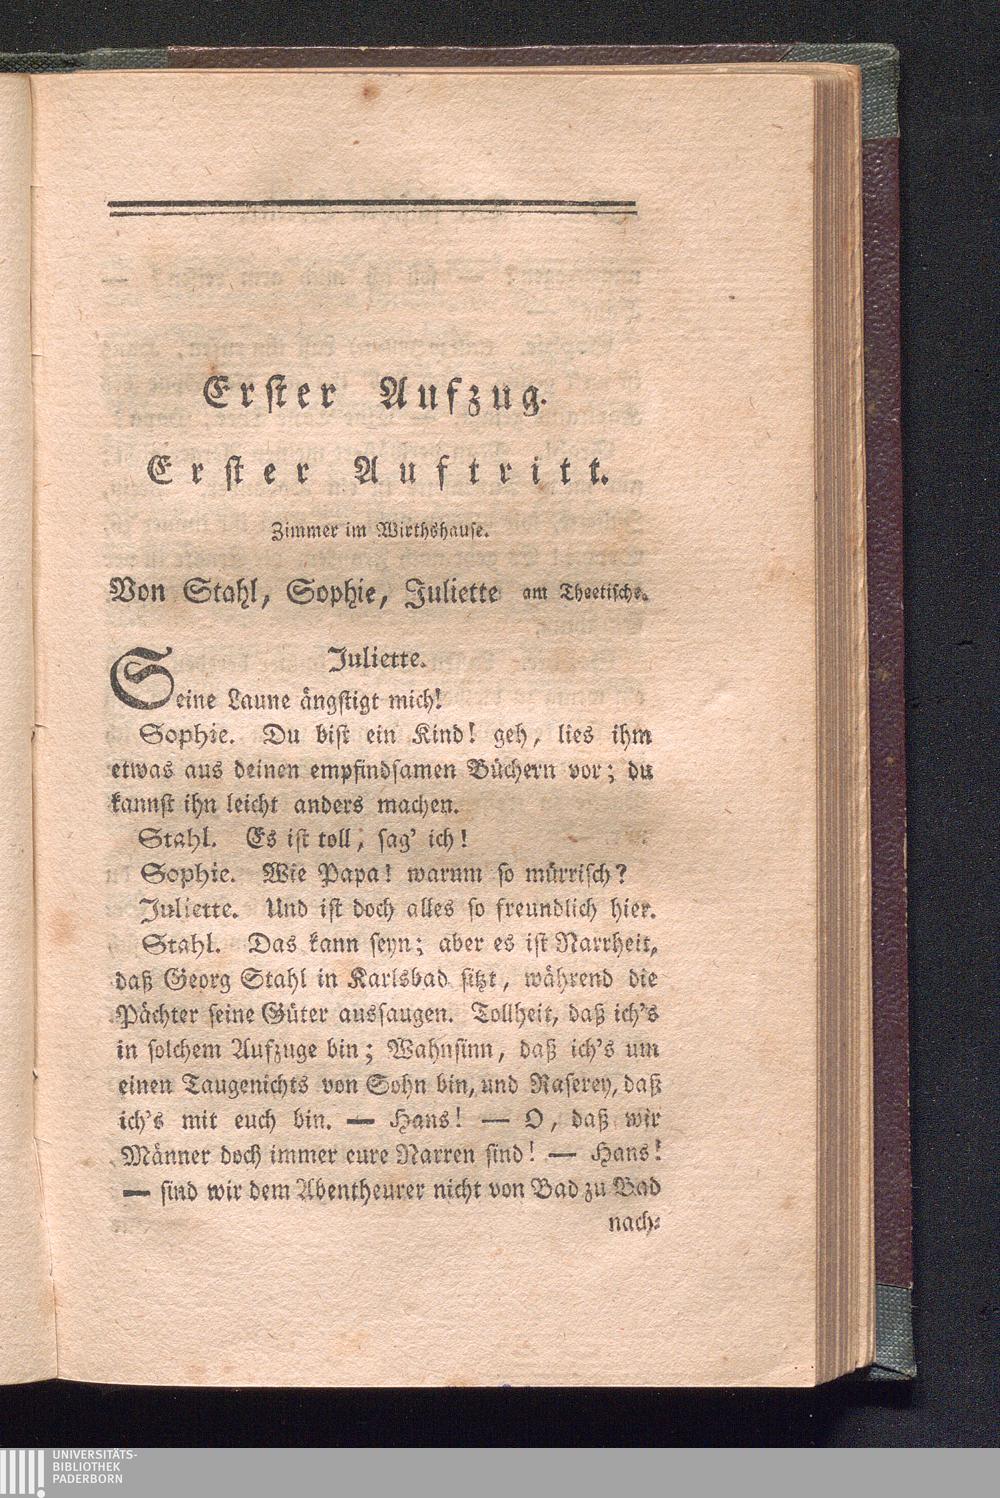 Erster Aufzug.
Erster Auftritt.
Zimmer im Wirthshause.
Von Stahl, Sophie, Juliette am Theetische.
Juliette.
Seine Laune ängstigt mich!
Sophie. Du bist ein Kind! geh, lies ihm
etwas aus deinen empfindsamen Büchern vor; du
kannst ihn leicht anders machen.
Stahl. Es ist toll, sag' ich!
Sophie. Wie Papa! warum so mürrisch?
Juliette. Und ist doch alles so freundlich hier.
Stahl. Das kann seyn; aber es ist Narrheit,
daß Georg Stahl in Karlsbad sitzt, während die
Pächter seine Güter aussaugen. Tollheit, daß ich's
in solchem Aufzuge bin; Wahnsinn, daß ich's um
einen Taugenichts von Sohn bin, und Raserey, daß
ich's mit euch bin. — Hans! — O, daß wir
Männer doch immer eure Narren sind! — Hans!
— sind wir dem Abentheurer nicht von Bad zu Bad
nach-
UNIVERSITÄTS-
BIBLIOTHEK
PADERBORN